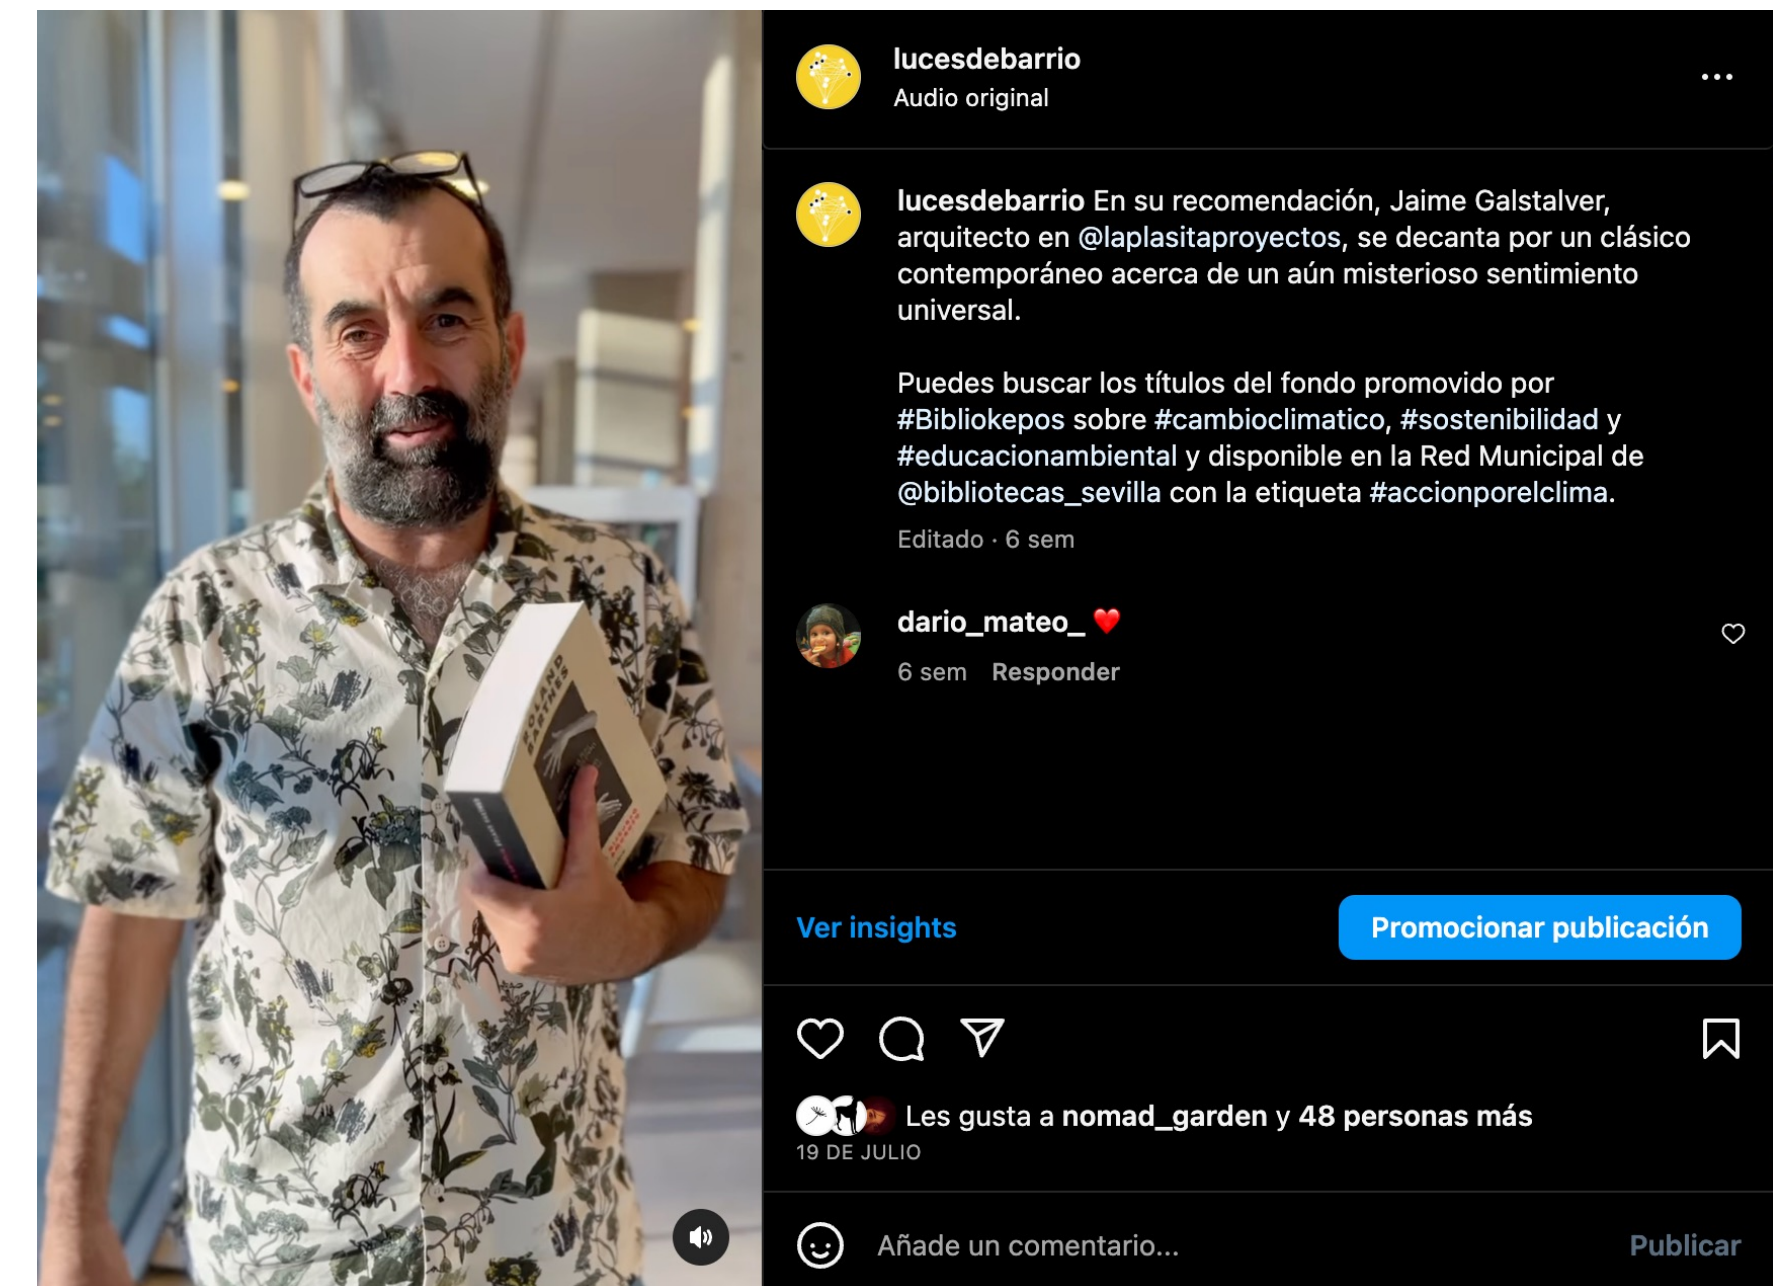 lucesdebarrio
Audio original
lucesdebarrio En su recomendación, Jaime Galstalver,
arquitecto en @laplasitaproyectos, se decanta por un clásico
contemporáneo acerca de un aún misterioso sentimiento
universal.
Puedes buscar los títulos del fondo promovido por
#Bibliokepos sobre #cambioclimatico, #sostenibilidad y
#educacionambiental y disponible en la Red Municipal de
@bibliotecas_sevilla con la etiqueta #accionporelclima.
Editado · 6 sem
dario_mateo_ ❤️
6 sem Responder
Ver insights
Promocionar publicación
Les gusta a nomad_garden y 48 personas más
19 DE JULIO
Añade un comentario...
Publicar
ROLAND
BARTHES